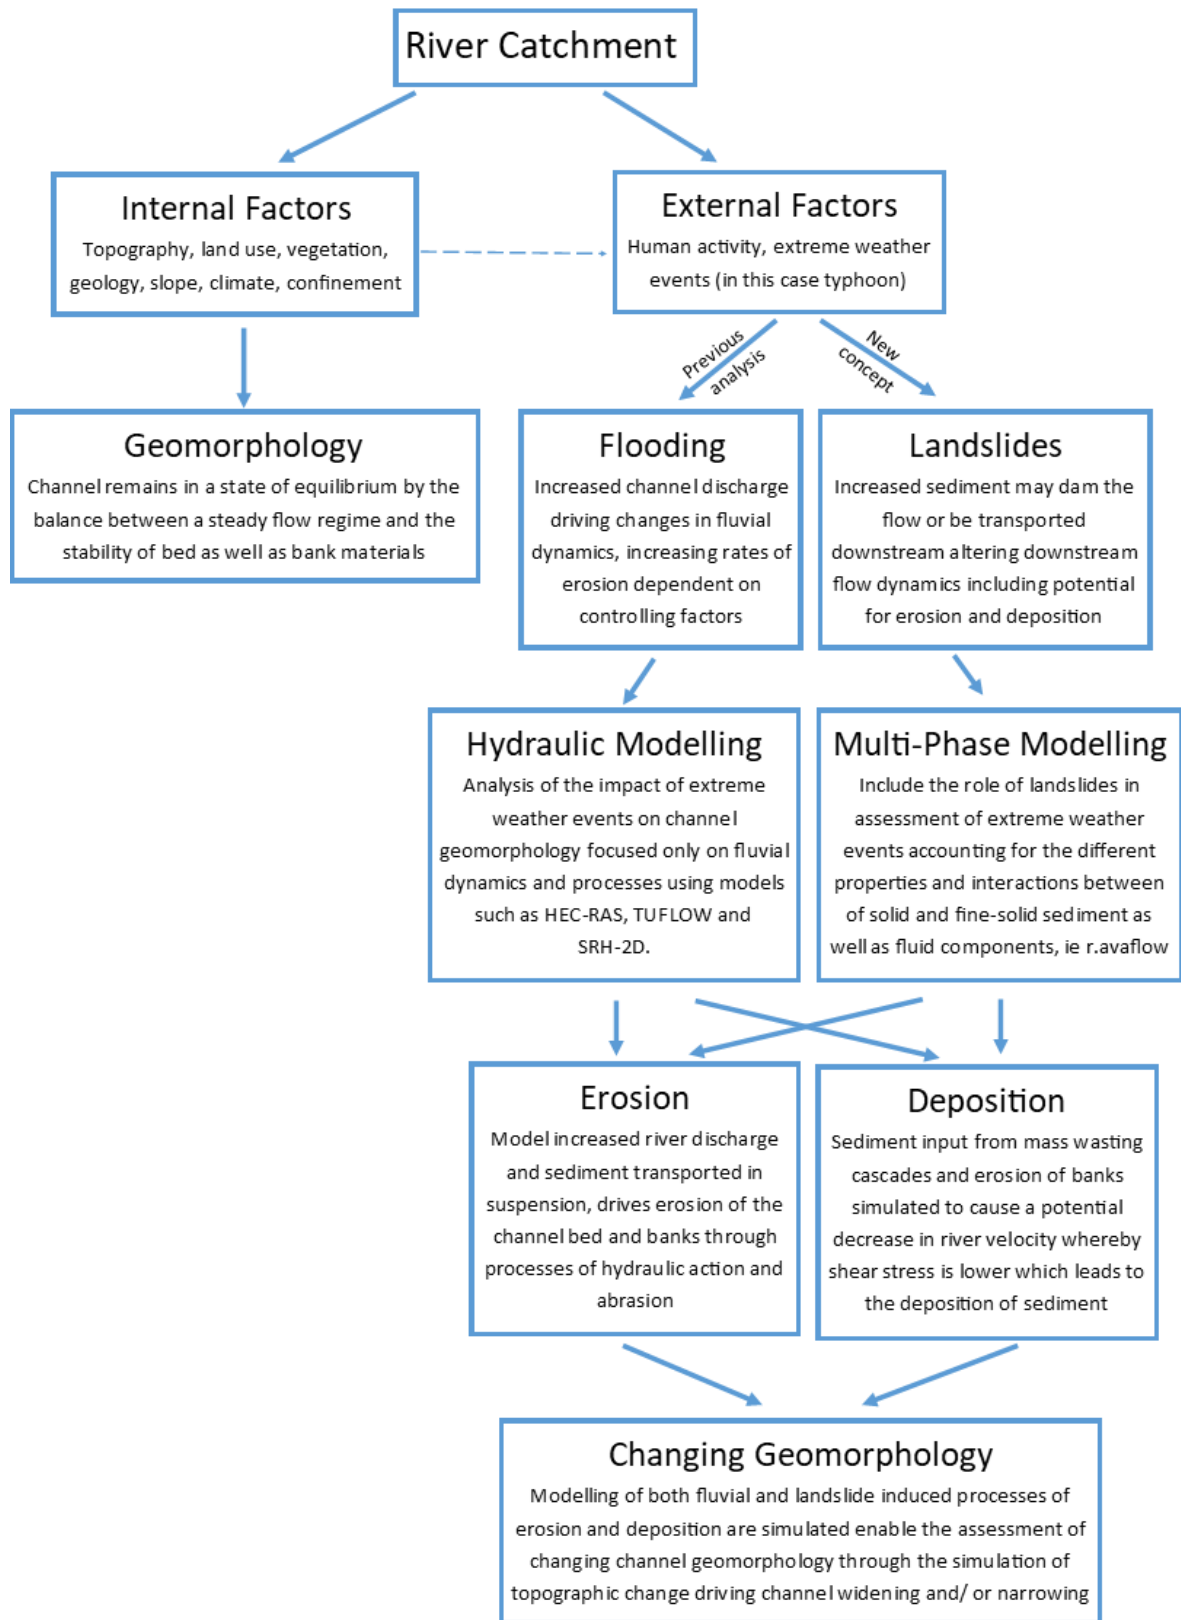 River Catchment
Internal Factors
Topography, land use, vegetation,
geology, slope, climate, confinement
External Factors
Human activity, extreme weather
events (in this case typhoon)
Previous
analysis
New
concept
Geomorphology
Channel remains in a state of equilibrium by the
balance between a steady flow regime and the
stability of bed as well as bank materials
Flooding
Increased channel discharge
driving changes in fluvial
dynamics, increasing rates of
erosion dependent on
controlling factors
Landslides
Increased sediment may dam the
flow or be transported
downstream altering downstream
flow dynamics including potential
for erosion and deposition
Hydraulic Modelling
Analysis of the impact of extreme
weather events on channel
geomorphology focused only on fluvial
dynamics and processes using models
such as HEC-RAS, TUFLOW and
SRH-2D.
Multi-Phase Modelling
Include the role of landslides in
assessment of extreme weather
events accounting for the different
properties and interactions between
of solid and fine-solid sediment as
well as fluid components, ie r.avaflow
Erosion
Model increased river discharge
and sediment transported in
suspension, drives erosion of the
channel bed and banks through
processes of hydraulic action and
abrasion
Deposition
Sediment input from mass wasting
cascades and erosion of banks
simulated to cause a potential
decrease in river velocity whereby
shear stress is lower which leads to
the deposition of sediment
Changing Geomorphology
Modelling of both fluvial and landslide induced processes of
erosion and deposition are simulated enable the assessment of
changing channel geomorphology through the simulation of
topographic change driving channel widening and/ or narrowing